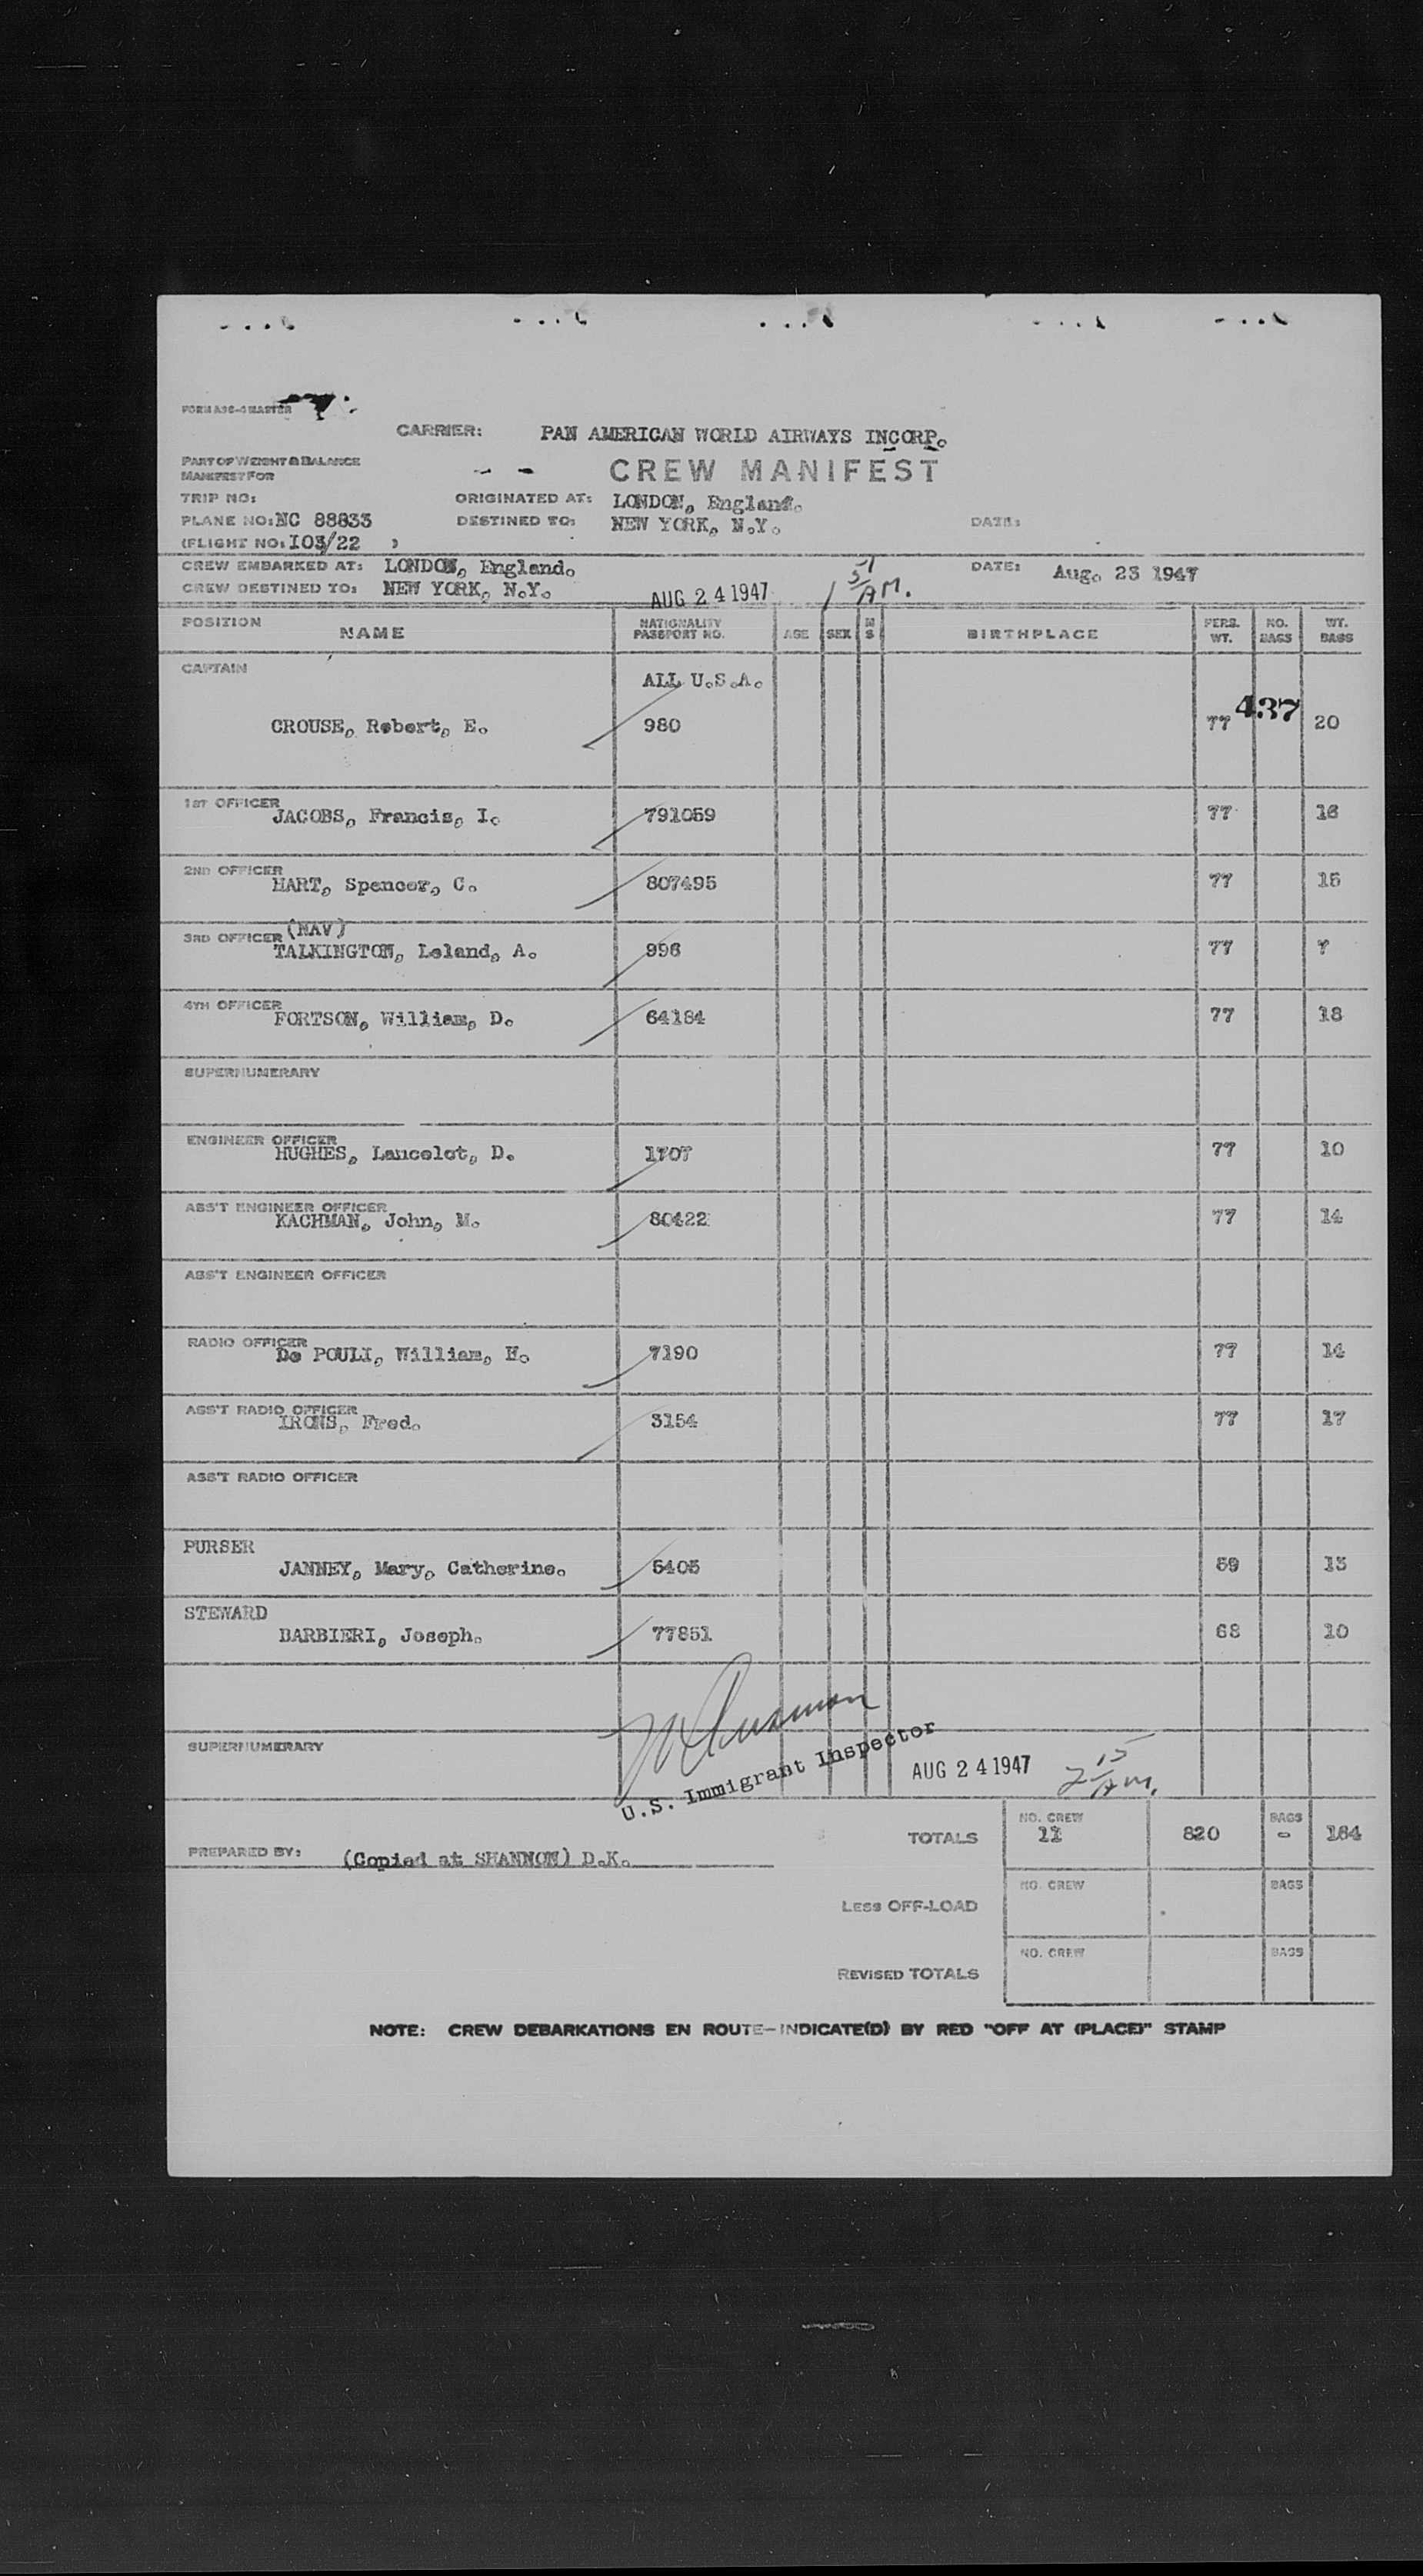 FORM A96-4 MASTER
CARRIER: PAN AMERICAN WORLD AIRWAYS INCORP.
PART OF WEIGHT & BALANCE
MANIFEST FOR
CREW MANIFEST
TRIP NO: ORIGINATED AT: LONDON, England.
PLANE NO: NC 88833 DESTINED TO: NEW YORK, N.Y. DATE:
(FLIGHT NO: 103/22 )
CREW EMBARKED AT: LONDON, England. DATE: Aug. 23 1947
CREW DESTINED TO: NEW YORK, N.Y. AUG 24 1947 AM.
POSITION NAME NATIONALITY PASSPORT NO. AGE SEX M S BIRTHPLACE PERS. WT. NO. BAGS WT. BAGS
CAPTAIN
ALL U.S.A.
437
CROUSE, Robert, E. 980 77 20
1ST OFFICER
JACOBS, Francis, I. 791059 77 16
2ND OFFICER
HART, Spencer, C. 807495 77 15
3RD OFFICER (NAV)
TALKINGTON, Leland, A. 996 77 7
4TH OFFICER
FORTSON, William, D. 64184 77 18
SUPERNUMERARY
ENGINEER OFFICER
HUGHES, Lancelot, D. 1707 77 10
ASS'T ENGINEER OFFICER
KACHMAN, John, M. 80422 77 14
ASS'T ENGINEER OFFICER
RADIO OFFICER
De POULI, William, H. 7190 77 14
ASS'T RADIO OFFICER
IRONS, Fred. 3154 77 17
ASS'T RADIO OFFICER
PURSER
JANNEY, Mary, Catherine. 5405 59 13
STEWARD
BARBIERI, Joseph. 77851 68 10
SUPERNUMERARY
U.S. Immigrant Inspector
AUG 24 1947 2 15 AM.
TOTALS NO. CREW 11 820 BAGS - 164
PREPARED BY: (Copied at SHANNON) D.K.
LESS OFF-LOAD NO. CREW BAGS
REVISED TOTALS NO. CREW BAGS
NOTE: CREW DEBARKATIONS EN ROUTE-INDICATE(D) BY RED "OFF AT (PLACE)" STAMP